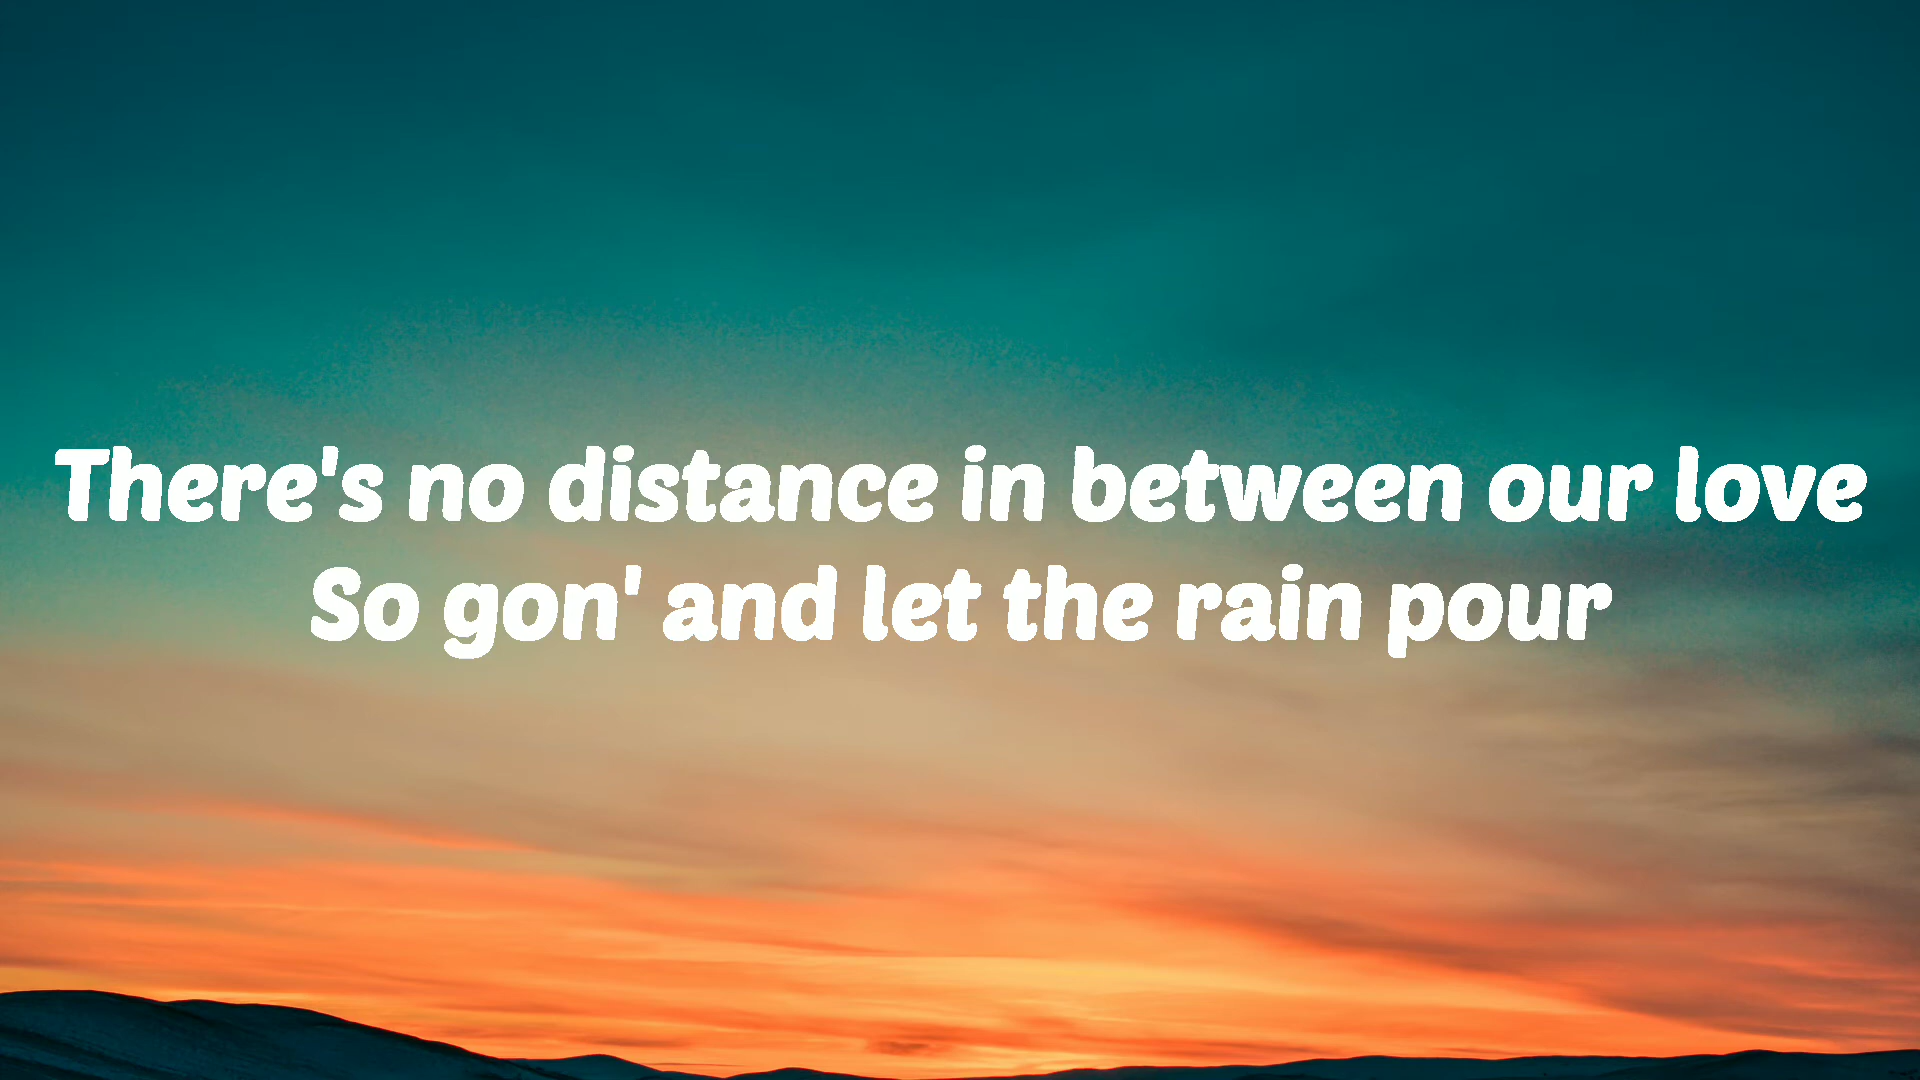 There's no distance in between our love
So gon' and let the rain pour